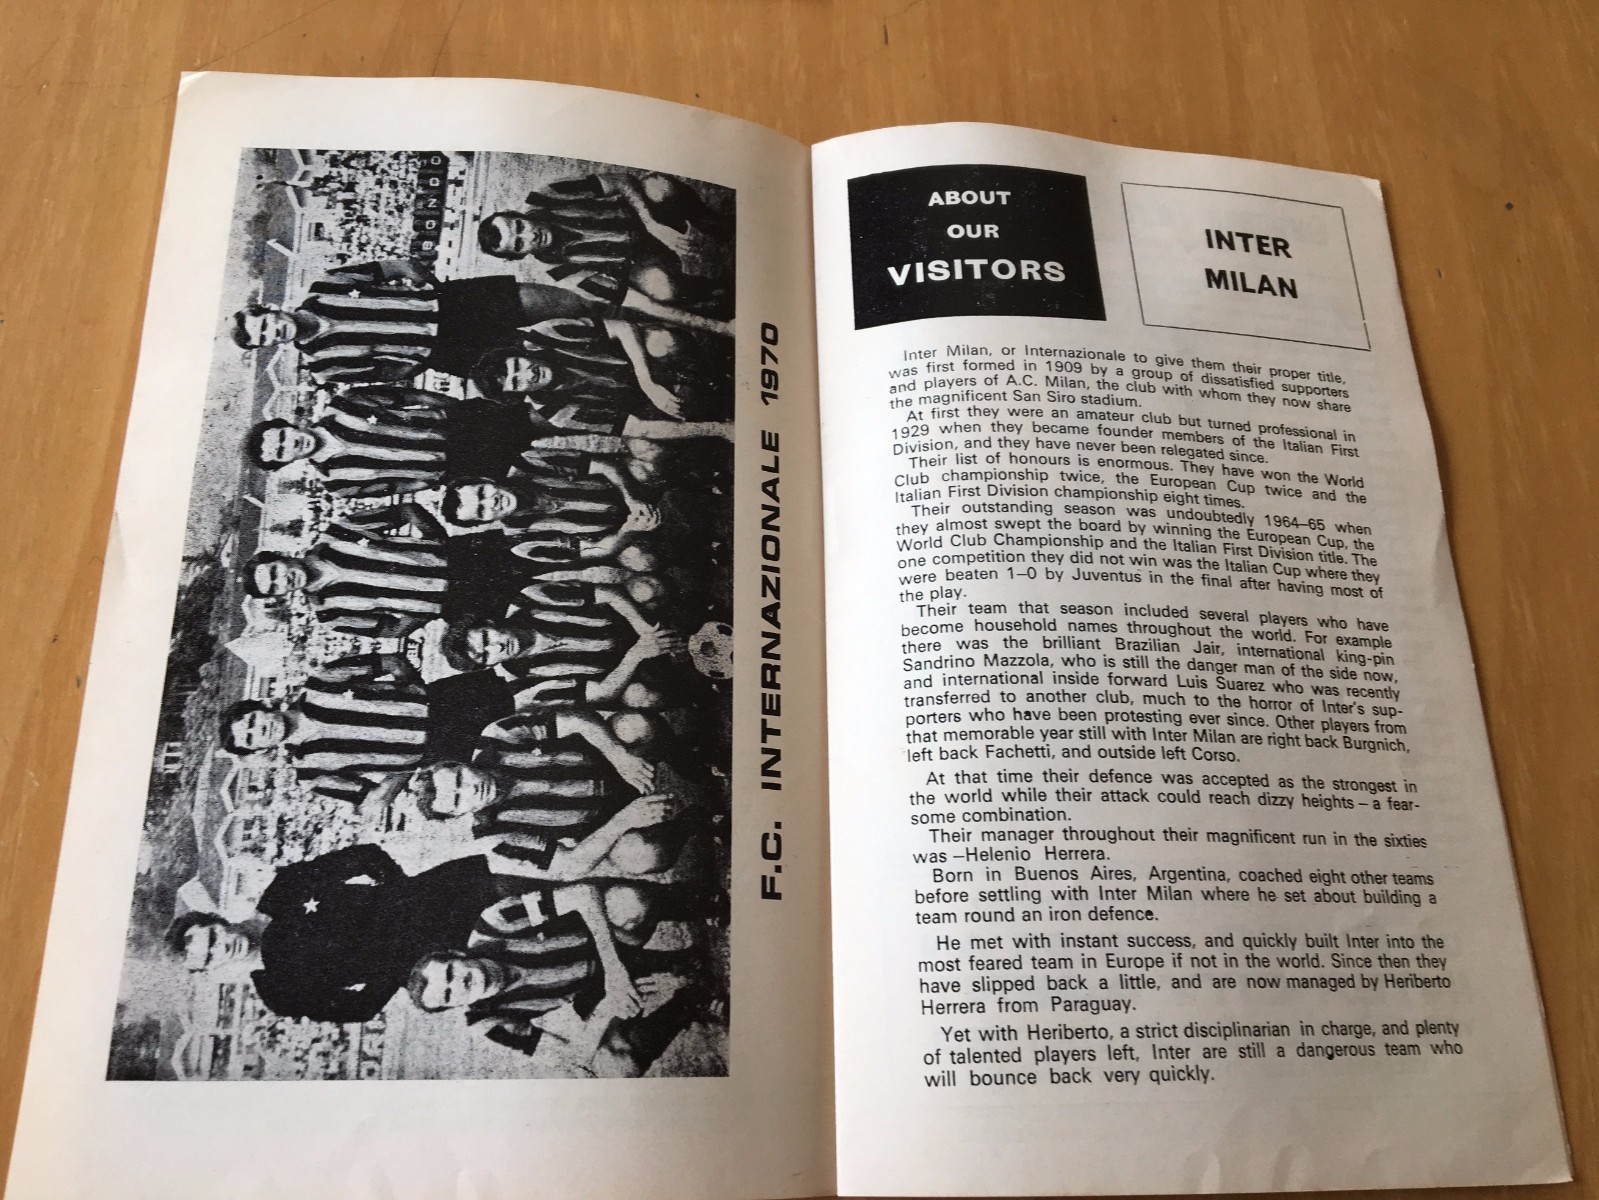 F.C. INTERNAZIONALE 1970
ABOUT
OUR
VISITORS
INTER
MILAN
Inter Milan, or Internazionale to give them their proper title,
was first formed in 1909 by a group of dissatisfied supporters
and players of A.C. Milan, the club with whom they now share
the magnificent San Siro stadium.
At first they were an amateur club but turned professional in
1929 when they became founder members of the Italian First
Division, and they have never been relegated since.
Their list of honours is enormous. They have won the World
Club championship twice, the European Cup twice and the
Italian First Division championship eight times.
Their outstanding season was undoubtedly 1964–65 when
they almost swept the board by winning the European Cup, the
World Club Championship and the Italian First Division title. The
one competition they did not win was the Italian Cup where they
were beaten 1–0 by Juventus in the final after having most of
the play.
Their team that season included several players who have
become household names throughout the world. For example
there was the brilliant Brazilian Jair, international king-pin
Sandrino Mazzola, who is still the danger man of the side now,
and international inside forward Luis Suarez who was recently
transferred to another club, much to the horror of Inter's sup-
porters who have been protesting ever since. Other players from
that memorable year still with Inter Milan are right back Burgnich,
left back Fachetti, and outside left Corso.
At that time their defence was accepted as the strongest in
the world while their attack could reach dizzy heights – a fear-
some combination.
Their manager throughout their magnificent run in the sixties
was –Helenio Herrera.
Born in Buenos Aires, Argentina, coached eight other teams
before settling with Inter Milan where he set about building a
team round an iron defence.
He met with instant success, and quickly built Inter into the
most feared team in Europe if not in the world. Since then they
have slipped back a little, and are now managed by Heriberto
Herrera from Paraguay.
Yet with Heriberto, a strict disciplinarian in charge, and plenty
of talented players left, Inter are still a dangerous team who
will bounce back very quickly.